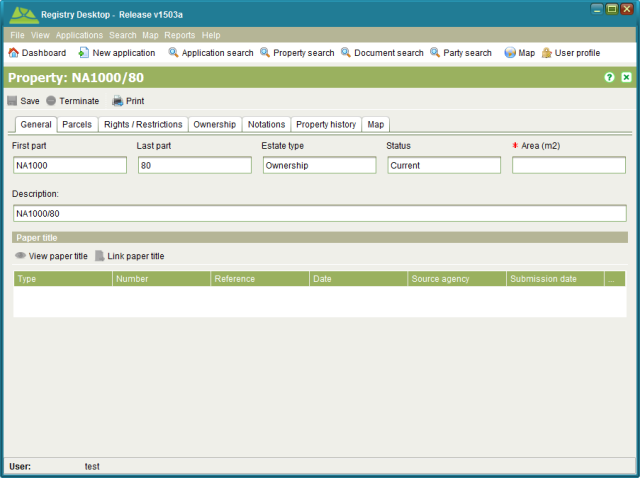 Registry Desktop - Release v1503a
File View Applications Search Map Reports Help
Dashboard New application Application search Property search Document search Party search Map User profile
Property: NA1000/80
Save Terminate Print
General Parcels Rights / Restrictions Ownership Notations Property history Map
First part Last part Estate type Status * Area (m2)
NA1000 80 Ownership Current
Description:
NA1000/80
Paper title
View paper title Link paper title
Type Number Reference Date Source agency Submission date ...
User: test